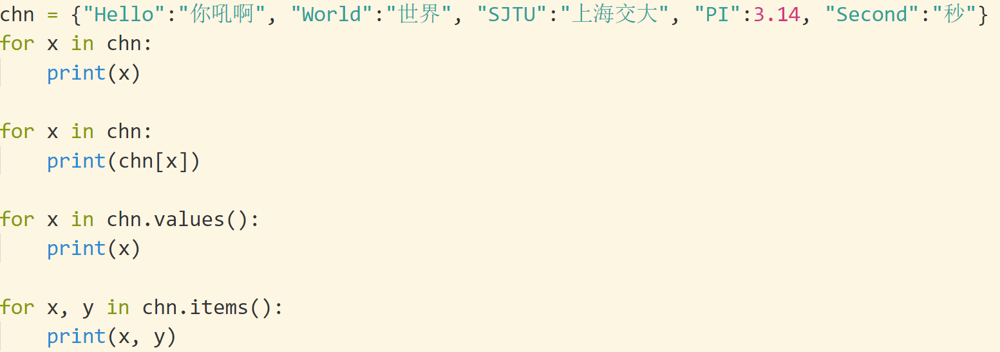 chn = {"Hello":"你吼啊", "World":"世界", "SJTU":"上海交大", "PI":3.14, "Second":"秒"}
for x in chn:
    print(x)
for x in chn:
    print(chn[x])
for x in chn.values():
    print(x)
for x, y in chn.items():
    print(x, y)